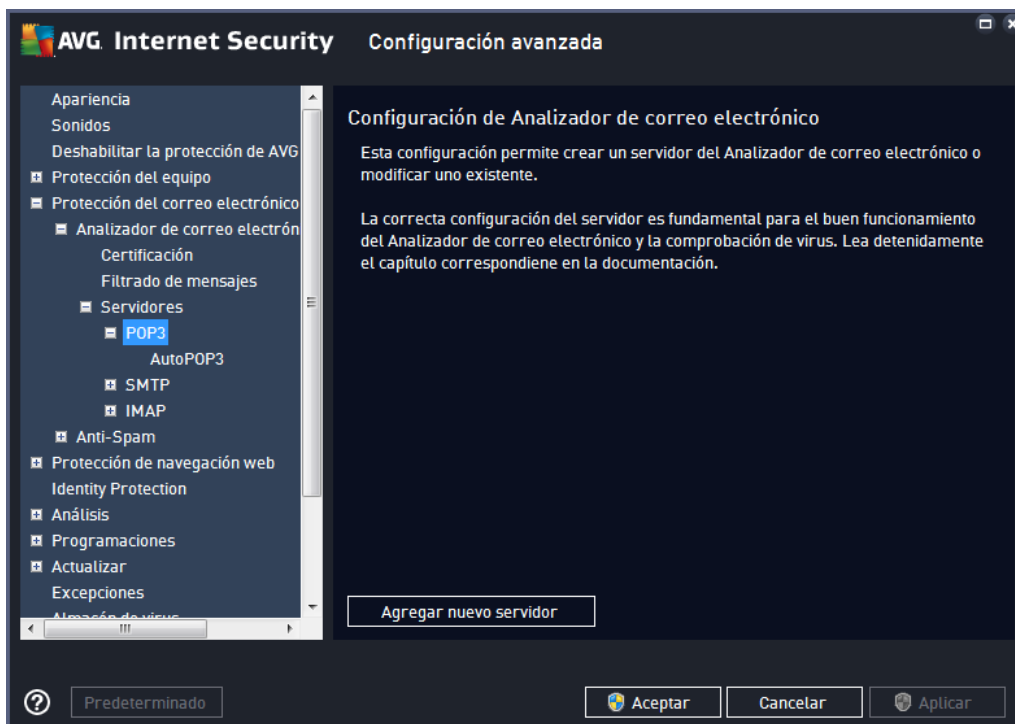 AVG. Internet Security Configuración avanzada
Apariencia
Sonidos
Deshabilitar la protección de AVG
Protección del equipo
Protección del correo electrónico
Analizador de correo electrón
Certificación
Filtrado de mensajes
Servidores
POP3
AutoPOP3
SMTP
IMAP
Anti-Spam
Protección de navegación web
Identity Protection
Análisis
Programaciones
Actualizar
Excepciones
Almacén de virus
Configuración de Analizador de correo electrónico
Esta configuración permite crear un servidor del Analizador de correo electrónico o
modificar uno existente.
La correcta configuración del servidor es fundamental para el buen funcionamiento
del Analizador de correo electrónico y la comprobación de virus. Lea detenidamente
el capítulo correspondiene en la documentación.
Agregar nuevo servidor
Predeterminado
Aceptar
Cancelar
Aplicar